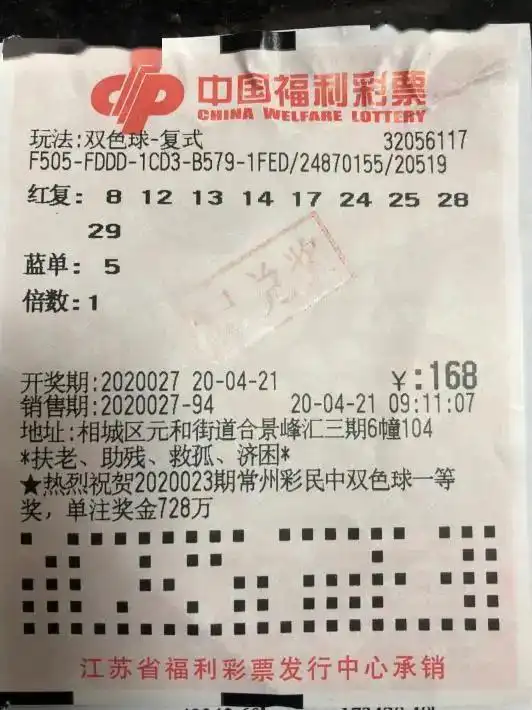 中国福利彩票
CHINA WELFARE LOTTERY
玩法:双色球-复式 32056117
F505-FDDD-1CD3-B579-1FED/24870155/20519
红复: 8 12 13 14 17 24 25 28
29
蓝单: 5
倍数:1
兑奖
开奖期:2020027 20-04-21 ¥:168
销售期:2020027-94 20-04-21 09:11:07
地址:相城区元和街道合景峰汇三期6幢104
*扶老、助残、救孤、济困*
★热烈祝贺2020023期常州彩民中双色球一等
奖，单注奖金728万
江苏省福利彩票发行中心承销